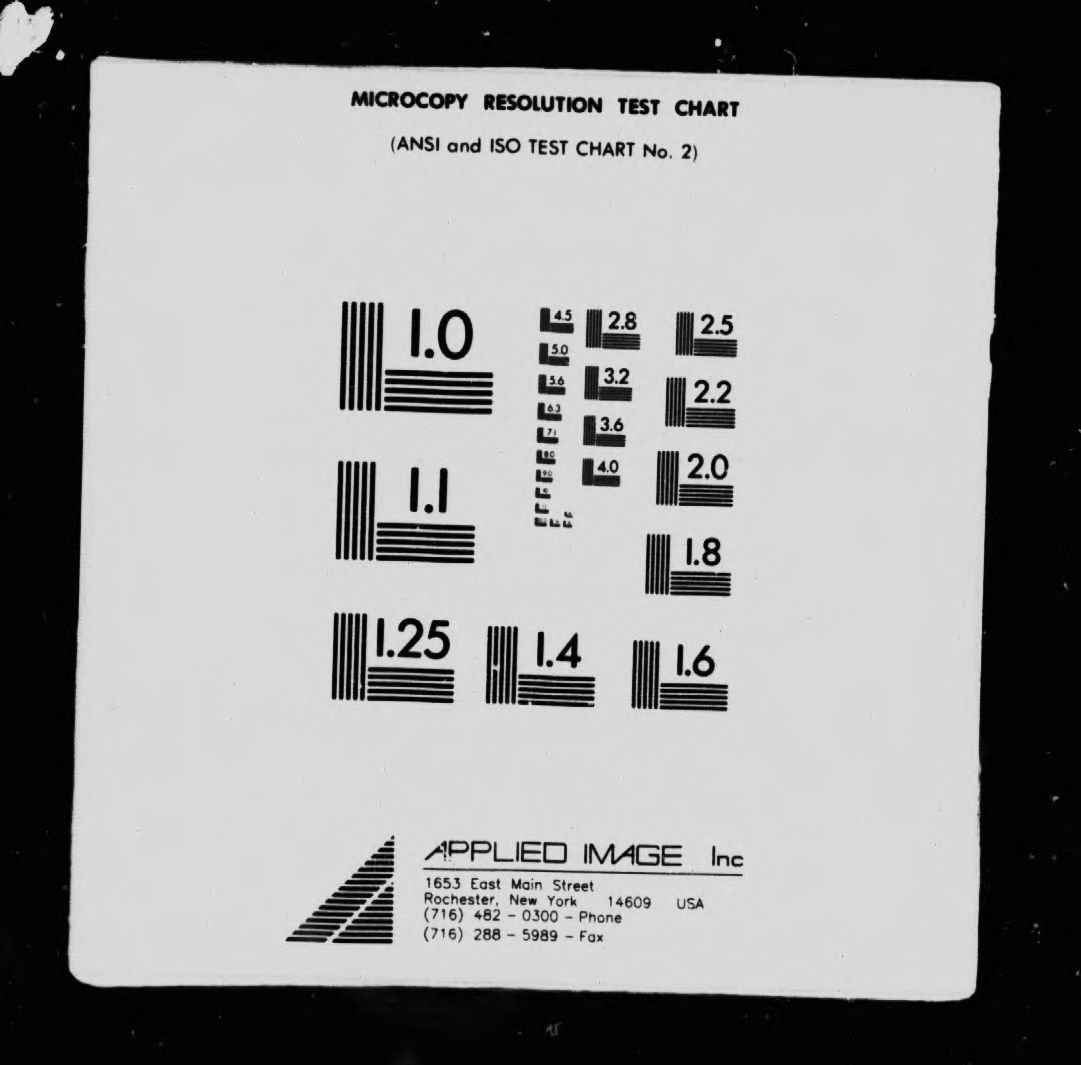 MICROCOPY RESOLUTION TEST CHART
(ANSI and ISO TEST CHART No. 2)
1.0
4.5 2.8 2.5
5.0
5.6 3.2 2.2
6.3
7.1 3.6
8.0
9.0 4.0 2.0
1.1
1.8
1.25 1.4 1.6
APPLIED IMAGE Inc
1653 East Main Street
Rochester, New York 14609 USA
(716) 482 - 0300 - Phone
(716) 288 - 5989 - Fax